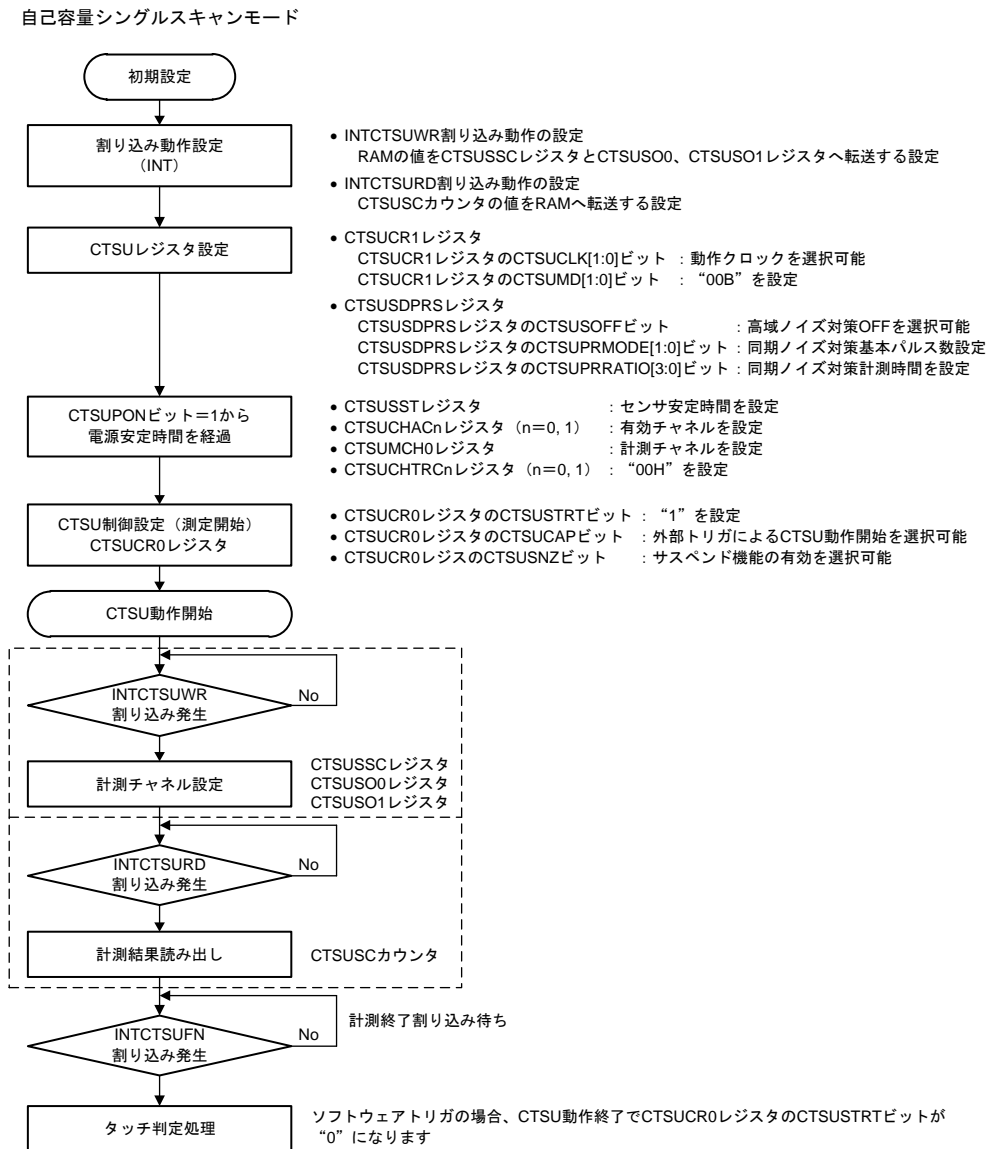 自己容量シングルスキャンモード
初期設定
割り込み動作設定
（INT）
• INTCTSUWR割り込み動作の設定
RAMの値をCTSUSSCレジスタとCTSUSO0、CTSUSO1レジスタへ転送する設定
• INTCTSURD割り込み動作の設定
CTSUSCカウンタの値をRAMへ転送する設定
CTSUレジスタ設定
• CTSUCR1レジスタ
CTSUCR1レジスタのCTSUCLK[1:0]ビット ：動作クロックを選択可能
CTSUCR1レジスタのCTSUMD[1:0]ビット ：“00B”を設定
• CTSUSDPRSレジスタ
CTSUSDPRSレジスタのCTSUSOFFビット ：高域ノイズ対策OFFを選択可能
CTSUSDPRSレジスタのCTSUPRMODE[1:0]ビット：同期ノイズ対策基本パルス数設定
CTSUSDPRSレジスタのCTSUPRRATIO[3:0]ビット：同期ノイズ対策計測時間を設定
CTSUPONビット＝1から
電源安定時間を経過
• CTSUSSTレジスタ ：センサ安定時間を設定
• CTSUCHACnレジスタ（n＝0, 1） ：有効チャネルを設定
• CTSUMCH0レジスタ ：計測チャネルを設定
• CTSUCHTRCnレジスタ（n＝0, 1） ：“00H”を設定
CTSU制御設定（測定開始）
CTSUCR0レジスタ
• CTSUCR0レジスタのCTSUSTRTビット：“1”を設定
• CTSUCR0レジスタのCTSUCAPビット ：外部トリガによるCTSU動作開始を選択可能
• CTSUCR0レジスのCTSUSNZビット ：サスペンド機能の有効を選択可能
CTSU動作開始
INTCTSUWR
割り込み発生
No
計測チャネル設定
CTSUSSCレジスタ
CTSUSO0レジスタ
CTSUSO1レジスタ
INTCTSURD
割り込み発生
No
計測結果読み出し
CTSUSCカウンタ
INTCTSUFN
割り込み発生
No
計測終了割り込み待ち
タッチ判定処理
ソフトウェアトリガの場合、CTSU動作終了でCTSUCR0レジスタのCTSUSTRTビットが
“0”になります